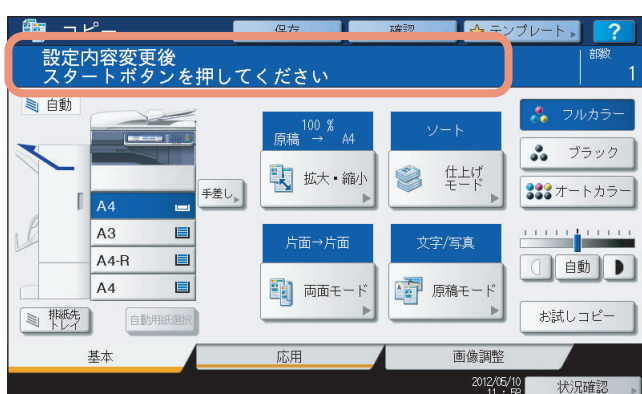 コピー
保存
確認
テンプレート
?
設定内容変更後
スタートボタンを押してください
部数
1
自動
100 %
原稿 → A4
ソート
フルカラー
拡大・縮小
仕上げ
モード
ブラック
手差し
オートカラー
A4
A3
A4-R
A4
片面→片面
文字/写真
自動
両面モード
原稿モード
排紙先
トレイ
自動用紙選択
お試しコピー
基本
応用
画像調整
2012/05/10
11 : 58
状況確認